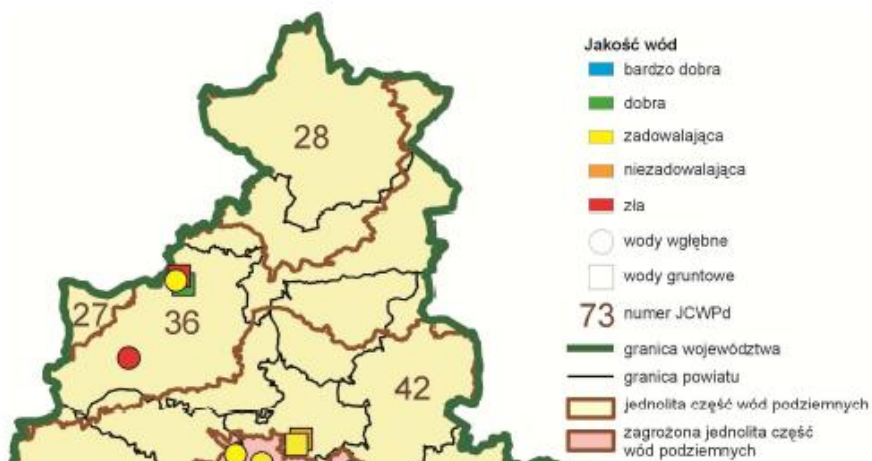 28
27
36
42
Jakość wód
bardzo dobra
dobra
zadowalająca
niezadowalająca
zła
wody wgłębne
wody gruntowe
73 numer JCWPd
granica województwa
granica powiatu
jednolita część wód podziemnych
zagrożona jednolita część
wód podziemnych